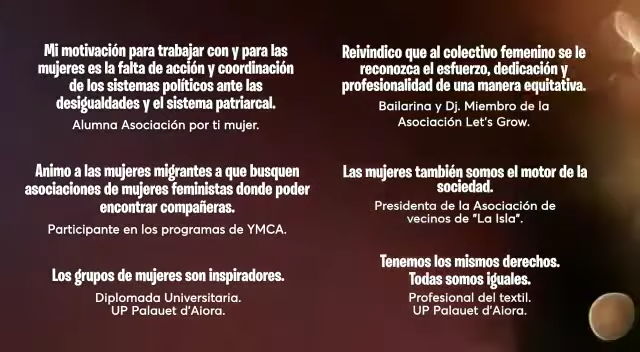 Mi motivación para trabajar con y para las
mujeres es la falta de acción y coordinación
de los sistemas políticos ante las
desigualdades y el sistema patriarcal.
Alumna Asociación por ti mujer.
Animo a las mujeres migrantes a que busquen
asociaciones de mujeres feministas donde poder
encontrar compañeras.
Participante en los programas de YMCA.
Los grupos de mujeres son inspiradores.
Diplomada Universitaria.
UP Palauet d'Aiora.
Reivindico que al colectivo femenino se le
reconozca el esfuerzo, dedicación y
profesionalidad de una manera equitativa.
Bailarina y Dj. Miembro de la
Asociación Let's Grow.
Las mujeres también somos el motor de la
sociedad.
Presidenta de la Asociación de
vecinos de "La Isla".
Tenemos los mismos derechos.
Todas somos iguales.
Profesional del textil.
UP Palauet d'Aiora.